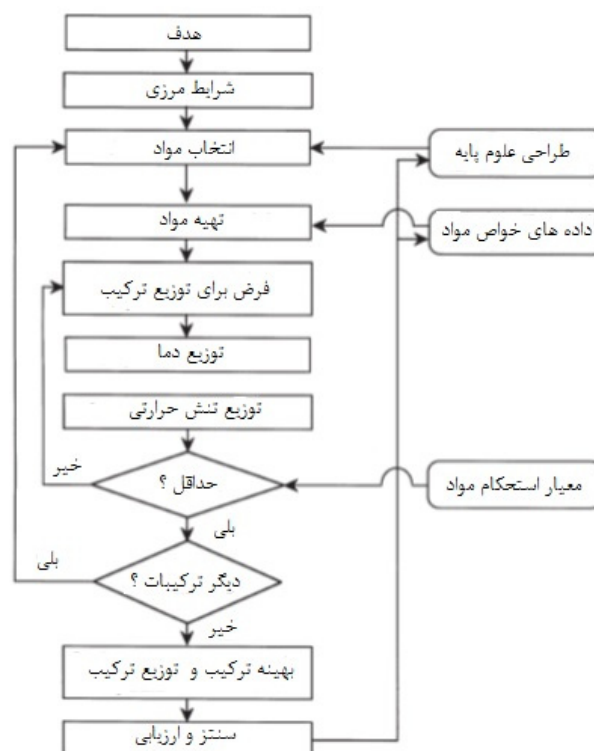 هدف
شرایط مرزی
انتخاب مواد
طراحی علوم پایه
تهیه مواد
داده های خواص مواد
فرض برای توزیع ترکیب
توزیع دما
توزیع تنش حرارتی
خیر
حداقل ؟
معیار استحکام مواد
بلی
بلی
دیگر ترکیبات ؟
خیر
بهینه ترکیب و توزیع ترکیب
سنتز و ارزیابی